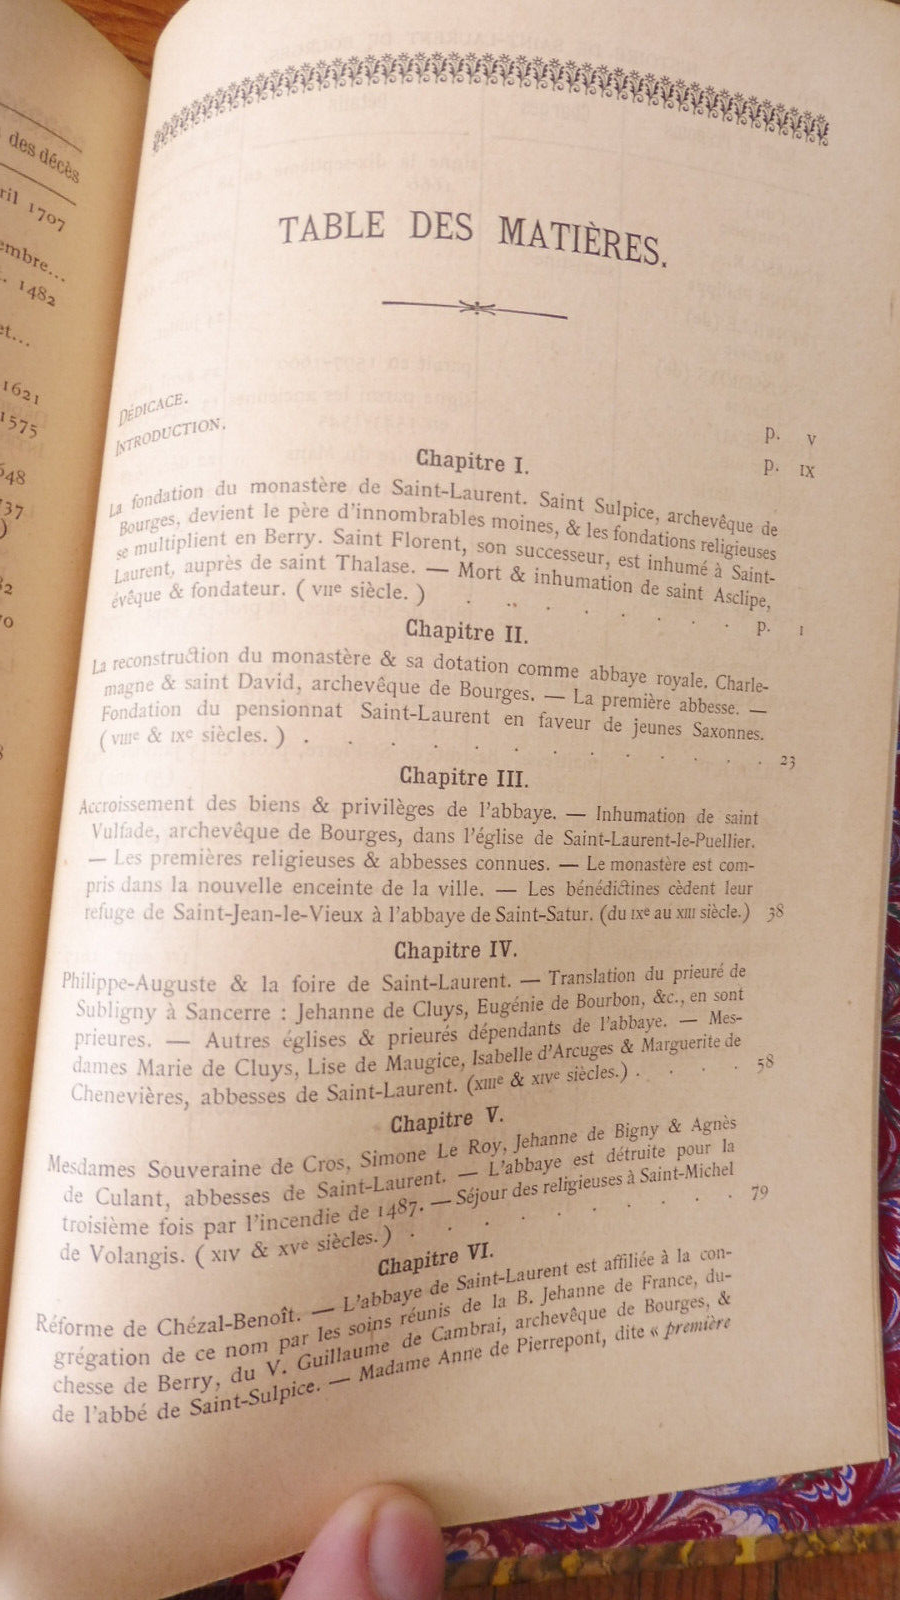 des décès
ril 1707
embre...
. 1482
et...
1621
1575
648
737
)
82
70
TABLE DES MATIÈRES.
DÉDICACE. p. v
INTRODUCTION. p. IX
Chapitre I.
La fondation du monastère de Saint-Laurent. Saint Sulpice, archevêque de
Bourges, devient le père d'innombrables moines, & les fondations religieuses
se multiplient en Berry. Saint Florent, son successeur, est inhumé à Saint-
Laurent, auprès de saint Thalase. — Mort & inhumation de saint Asclipe,
évêque & fondateur. ( VIIe siècle. ) . . . . . . . p. 1
Chapitre II.
La reconstruction du monastère & sa dotation comme abbaye royale. Charle-
magne & saint David, archevêque de Bourges. — La première abbesse. —
Fondation du pensionnat Saint-Laurent en faveur de jeunes Saxonnes.
( VIIIe & IXe siècles. ) . . . . . . . . . . . . 23
Chapitre III.
Accroissement des biens & privilèges de l'abbaye. — Inhumation de saint
Vulfade, archevêque de Bourges, dans l'église de Saint-Laurent-le-Puellier.
— Les premières religieuses & abbesses connues. — Le monastère est com-
pris dans la nouvelle enceinte de la ville. — Les bénédictines cèdent leur
refuge de Saint-Jean-le-Vieux à l'abbaye de Saint-Satur. (du IXe au XIII siècle.) 38
Chapitre IV.
Philippe-Auguste & la foire de Saint-Laurent. — Translation du prieuré de
Subligny à Sancerre : Jehanne de Cluys, Eugénie de Bourbon, &c., en sont
prieures. — Autres églises & prieurés dépendants de l'abbaye. — Mes-
dames Marie de Cluys, Lise de Maugice, Isabelle d'Arcuges & Marguerite de
Chenevières, abbesses de Saint-Laurent. (XIIIe & XIVe siècles.) . . . . 58
Chapitre V.
Mesdames Souveraine de Cros, Simone Le Roy, Jehanne de Bigny & Agnès
de Culant, abbesses de Saint-Laurent. — L'abbaye est détruite pour la
troisième fois par l'incendie de 1487. — Séjour des religieuses à Saint-Michel
de Volangis. ( XIV & XVe siècles. ) . . . . . . . . . 79
Chapitre VI.
Réforme de Chézal-Benoît. — L'abbaye de Saint-Laurent est affiliée à la con-
grégation de ce nom par les soins réunis de la B. Jehanne de France, du-
chesse de Berry, du V. Guillaume de Cambrai, archevêque de Bourges, &
de l'abbé de Saint-Sulpice. — Madame Anne de Pierrepont, dite « première